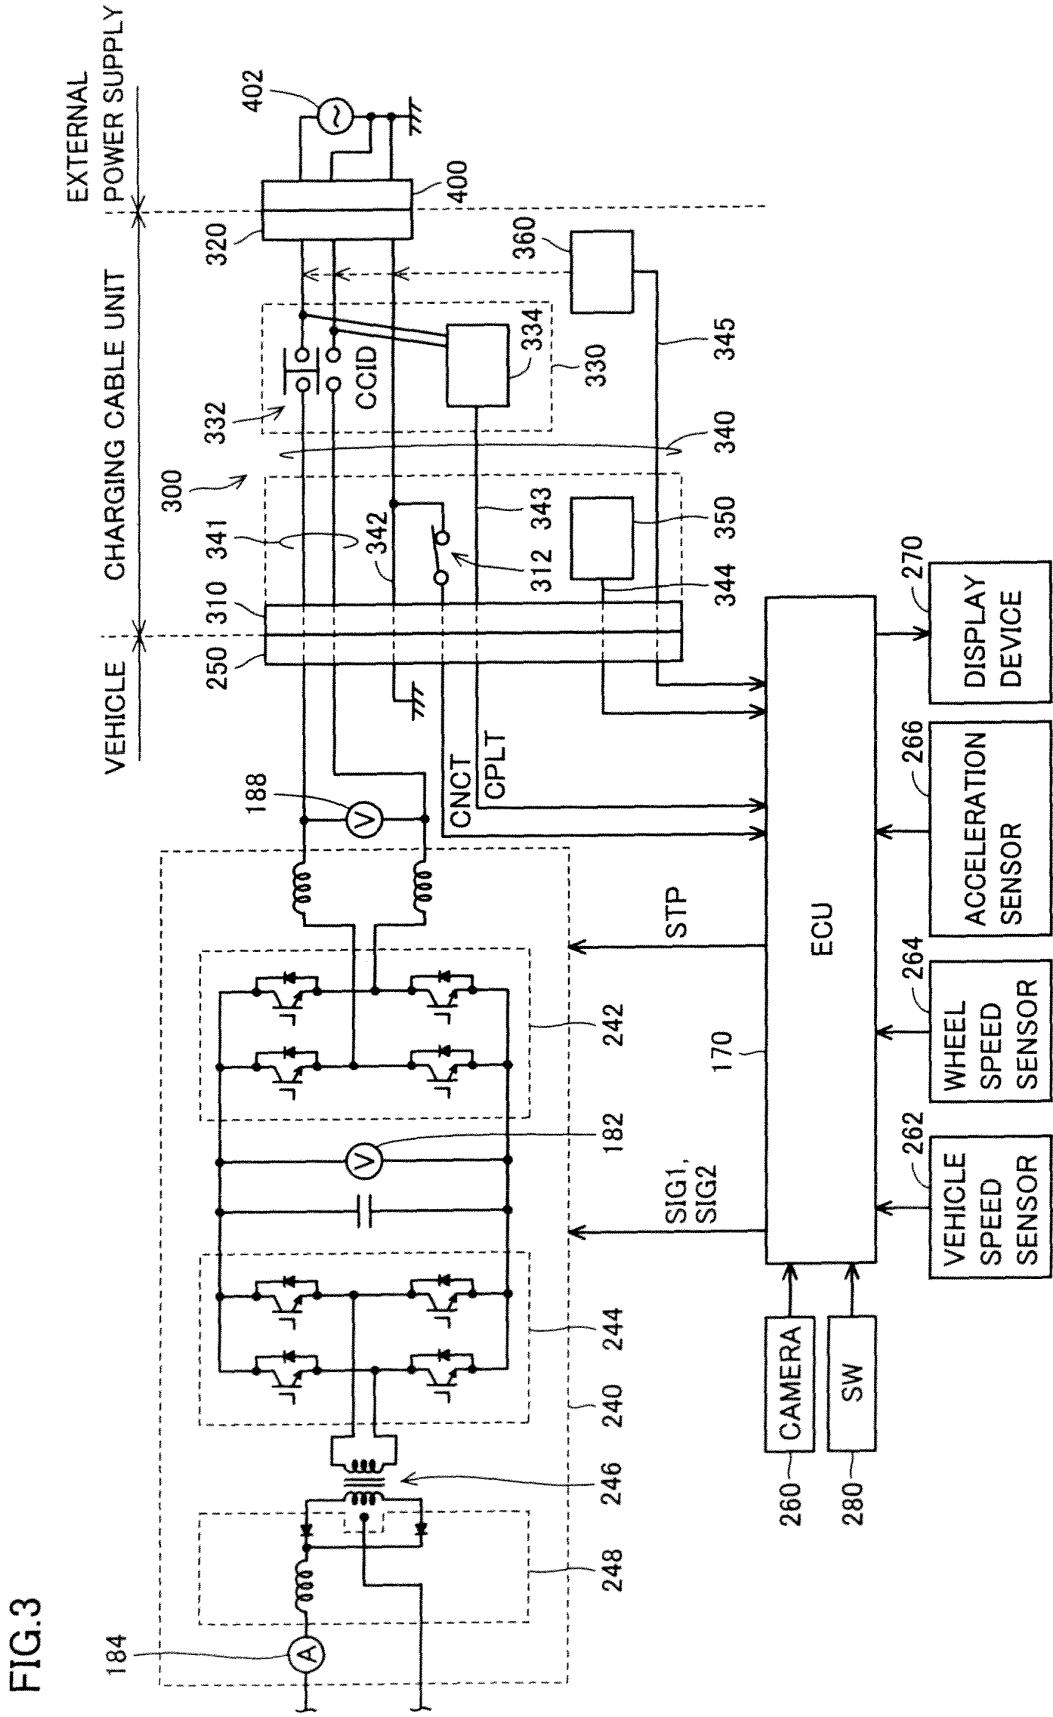 FIG.3
VEHICLE
CHARGING CABLE UNIT
EXTERNAL
POWER SUPPLY
300
184
A
188
V
250
310
341
332
320
402
~
CCID
342
400
248
246
240
244
182
V
242
CNCT
CPLT
312
343
334
330
360
344
350
340
345
SIG1,
SIG2
STP
170
ECU
260
CAMERA
280
SW
262
VEHICLE
SPEED
SENSOR
264
WHEEL
SPEED
SENSOR
266
ACCELERATION
SENSOR
270
DISPLAY
DEVICE